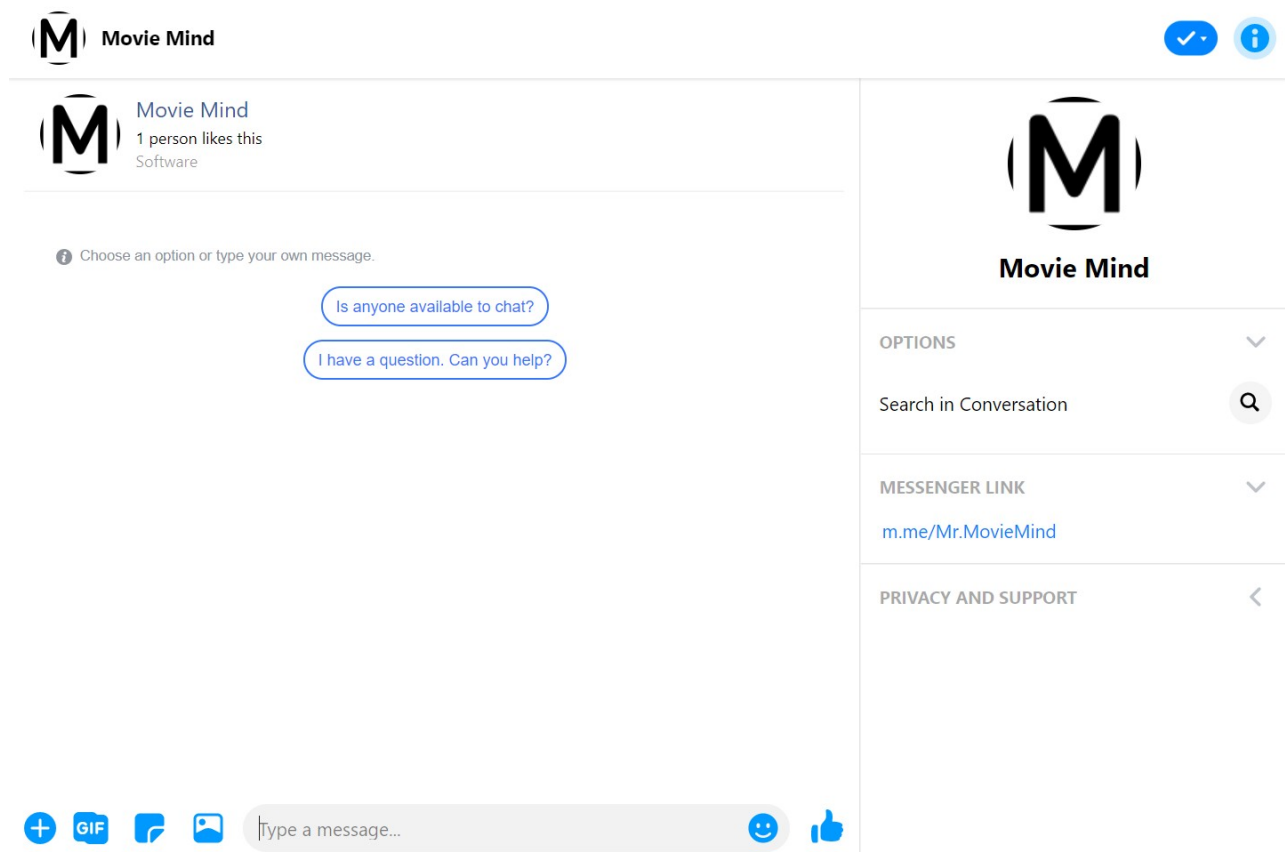 M Movie Mind
M
Movie Mind
1 person likes this
Software
Choose an option or type your own message.
Is anyone available to chat?
I have a question. Can you help?
GIF
Type a message...
M
Movie Mind
OPTIONS
Search in Conversation
MESSENGER LINK
m.me/Mr.MovieMind
PRIVACY AND SUPPORT